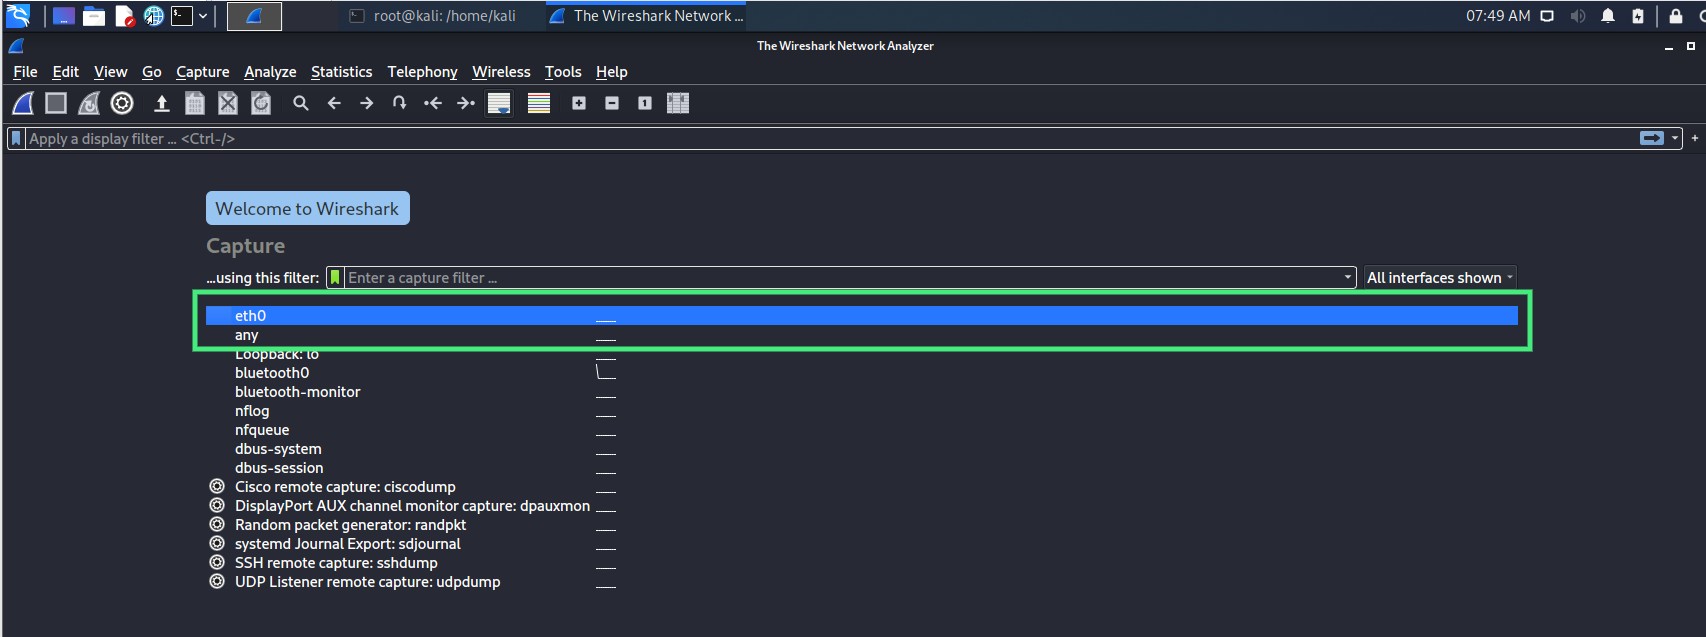 root@kali: /home/kali
The Wireshark Network ...
07:49 AM
The Wireshark Network Analyzer
File Edit View Go Capture Analyze Statistics Telephony Wireless Tools Help
Apply a display filter ... <Ctrl-/>
Welcome to Wireshark
Capture
...using this filter: Enter a capture filter ... All interfaces shown
eth0
any
Loopback: lo
bluetooth0
bluetooth-monitor
nflog
nfqueue
dbus-system
dbus-session
Cisco remote capture: ciscodump
DisplayPort AUX channel monitor capture: dpauxmon
Random packet generator: randpkt
systemd Journal Export: sdjournal
SSH remote capture: sshdump
UDP Listener remote capture: udpdump